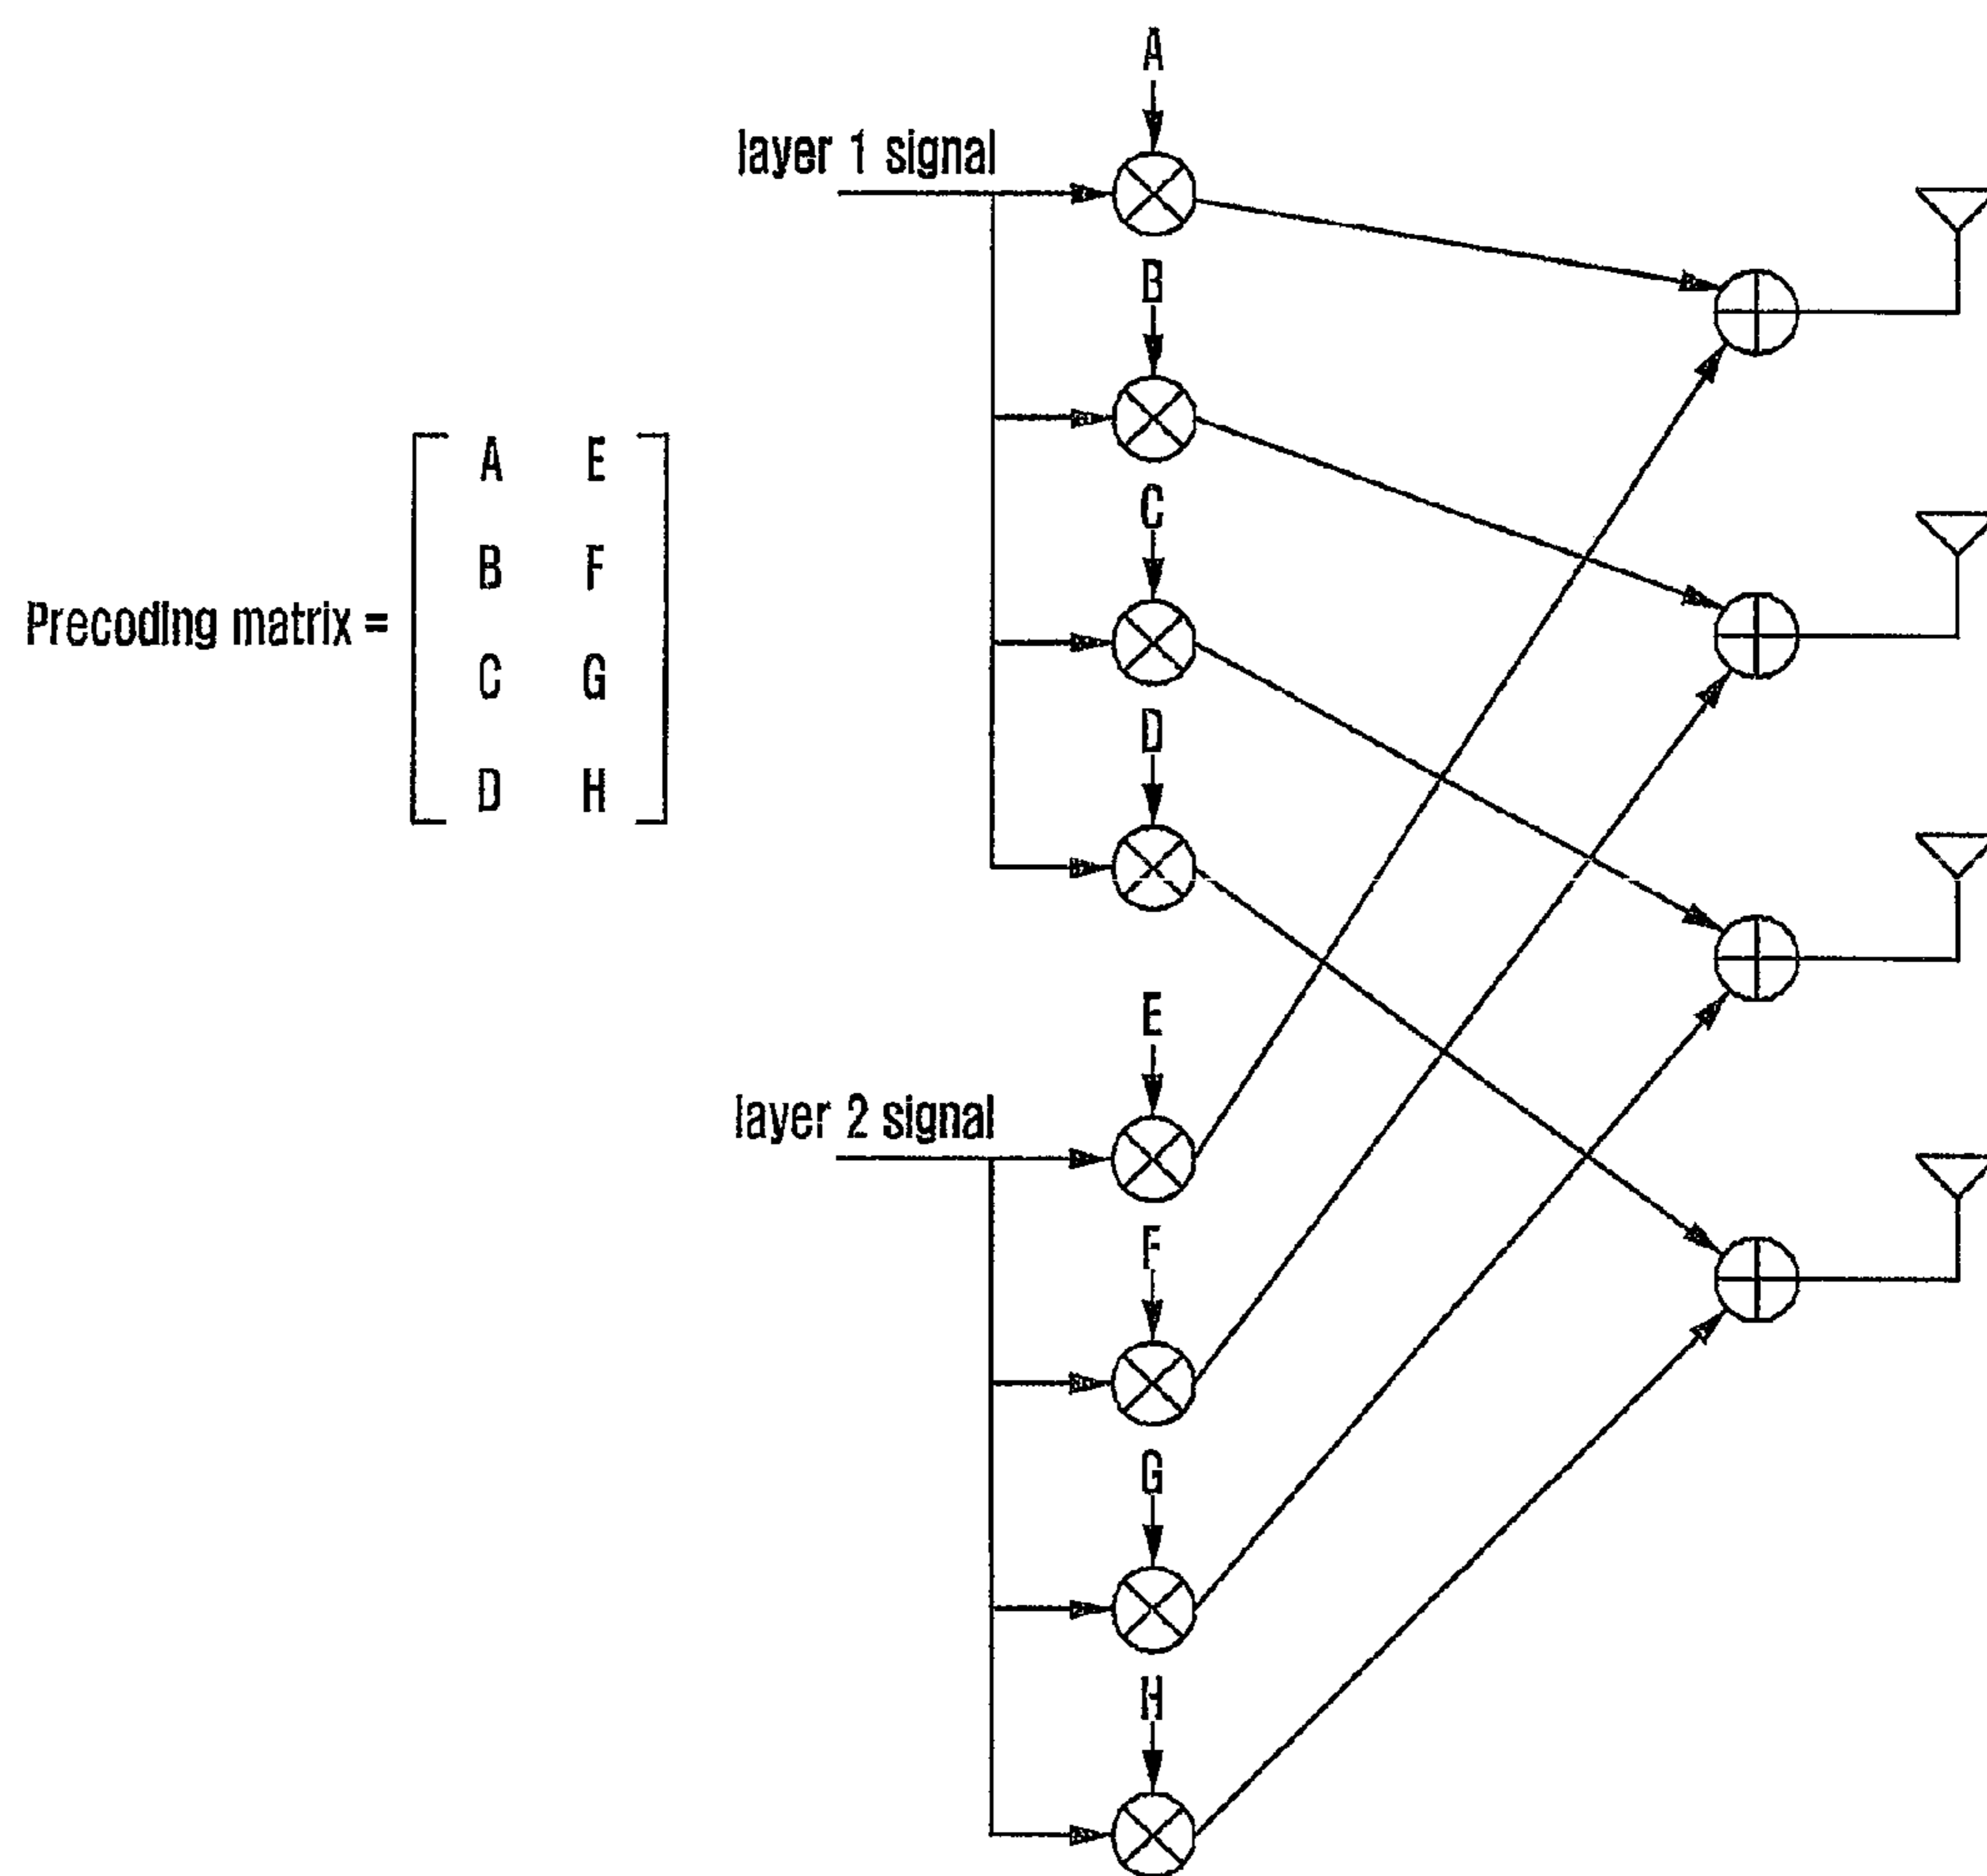 A
layer 1 signal
B
C
D
Precoding matrix =
A E
B F
C G
D H
E
layer 2 signal
F
G
H